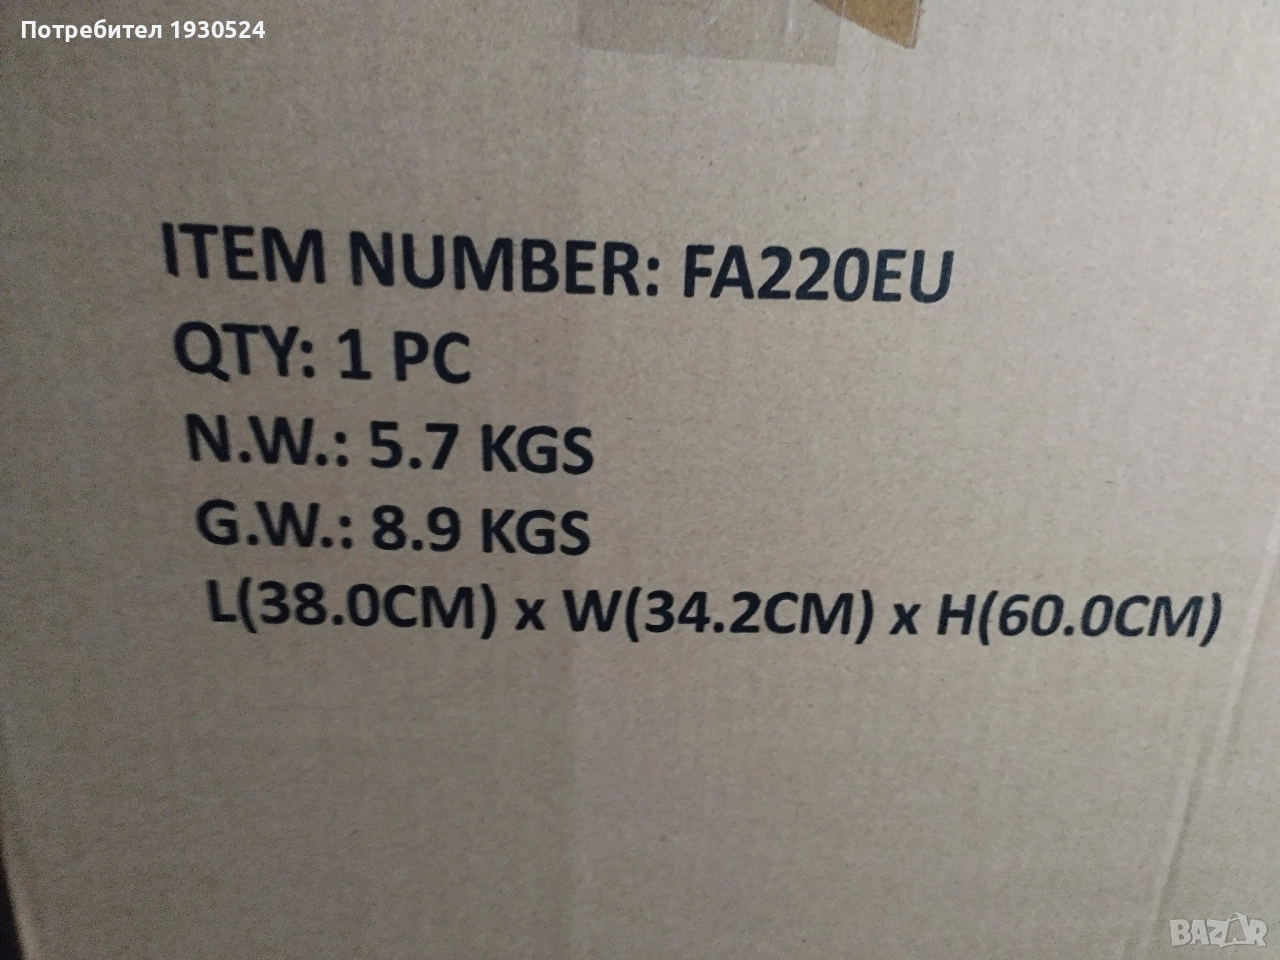 Потребител 1930524
ITEM NUMBER: FA220EU
QTY: 1 PC
N.W.: 5.7 KGS
G.W.: 8.9 KGS
L(38.0CM) x W(34.2CM) x H(60.0CM)
BAZAR